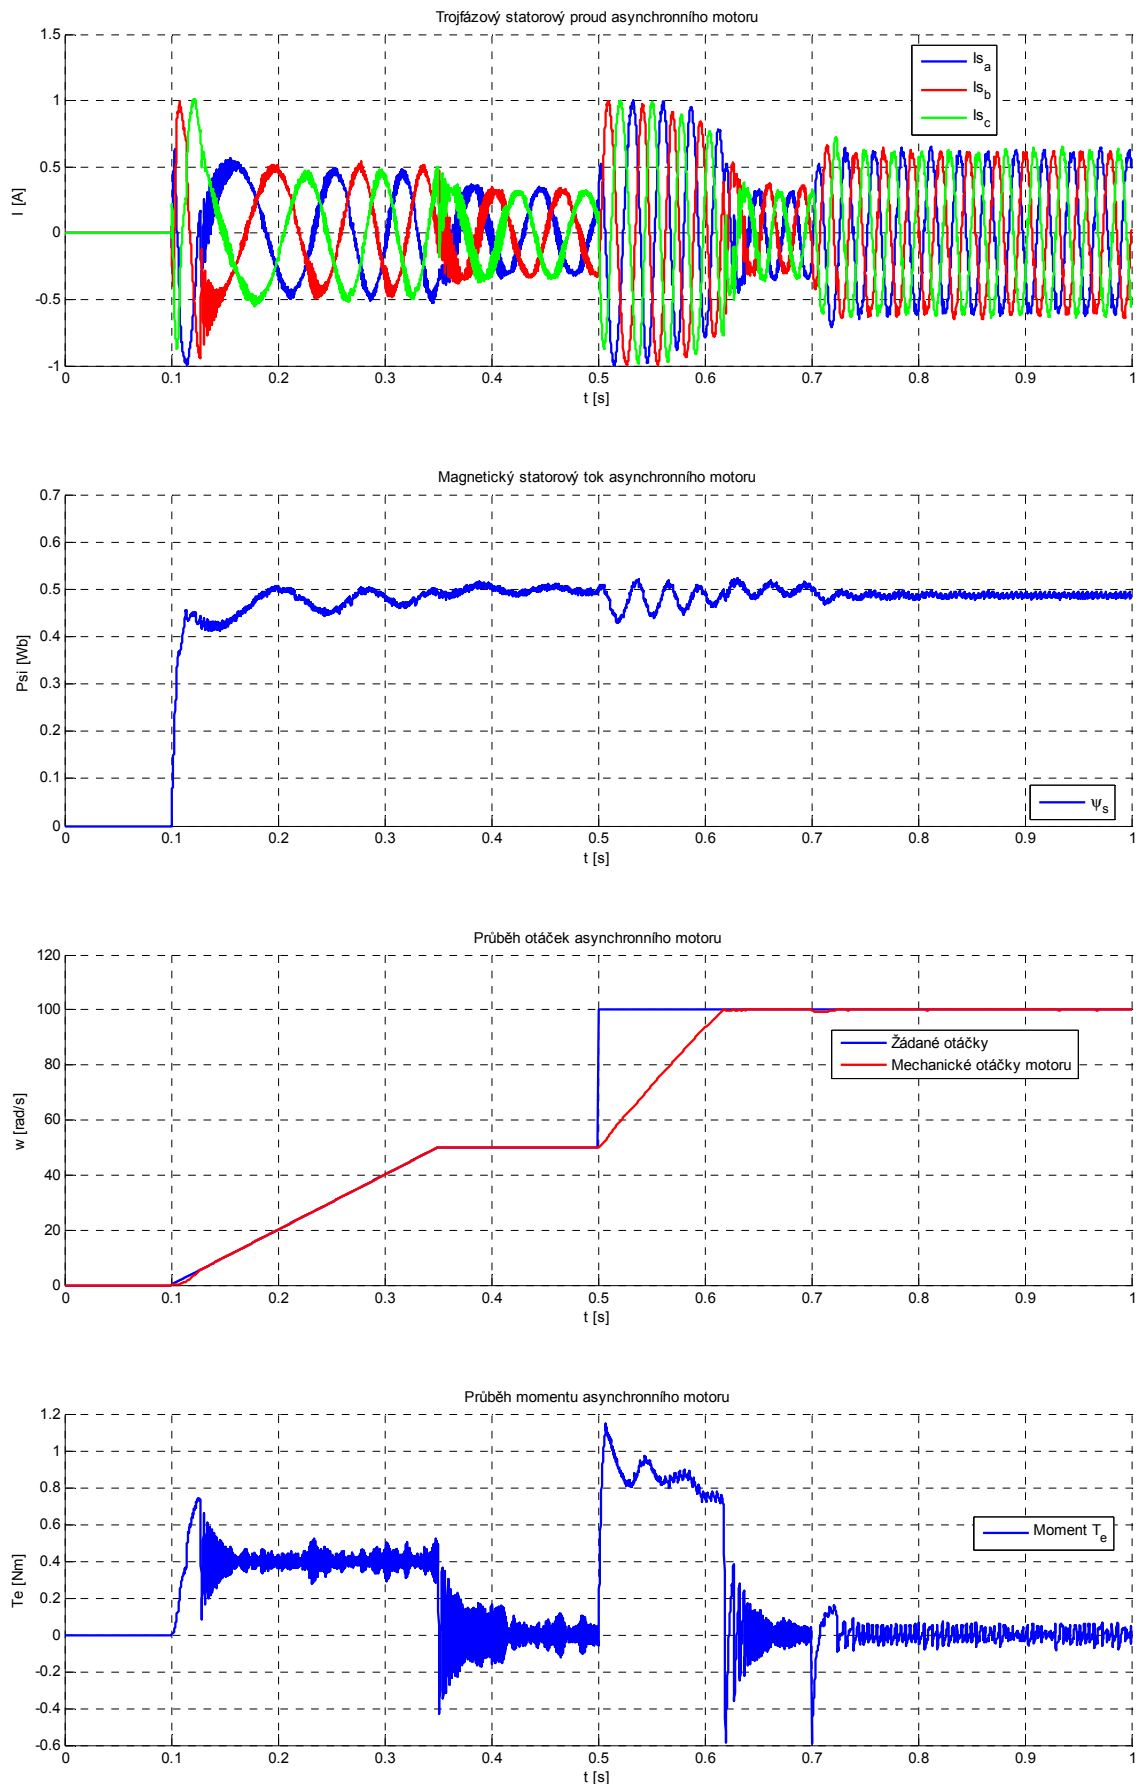 Trojfázový statorový proud asynchronního motoru
1.5
1
0.5
0
-0.5
-1
I [A]
Is_a
Is_b
Is_c
0 0.1 0.2 0.3 0.4 0.5 0.6 0.7 0.8 0.9 1
t [s]
Magnetický statorový tok asynchronního motoru
0.7
0.6
0.5
0.4
0.3
0.2
0.1
0
Psi [Wb]
ψ_s
0 0.1 0.2 0.3 0.4 0.5 0.6 0.7 0.8 0.9 1
t [s]
Průběh otáček asynchronního motoru
120
100
80
60
40
20
0
w [rad/s]
Žádané otáčky
Mechanické otáčky motoru
0 0.1 0.2 0.3 0.4 0.5 0.6 0.7 0.8 0.9 1
t [s]
Průběh momentu asynchronního motoru
1.2
1
0.8
0.6
0.4
0.2
0
-0.2
-0.4
-0.6
Te [Nm]
Moment T_e
0 0.1 0.2 0.3 0.4 0.5 0.6 0.7 0.8 0.9 1
t [s]